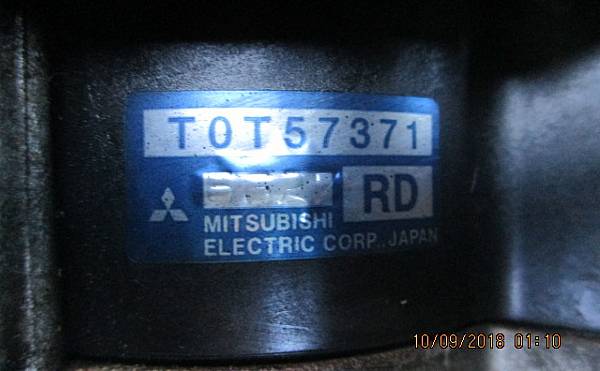 T0T57371
RD
MITSUBISHI
ELECTRIC CORP., JAPAN
10/09/2018 01:10